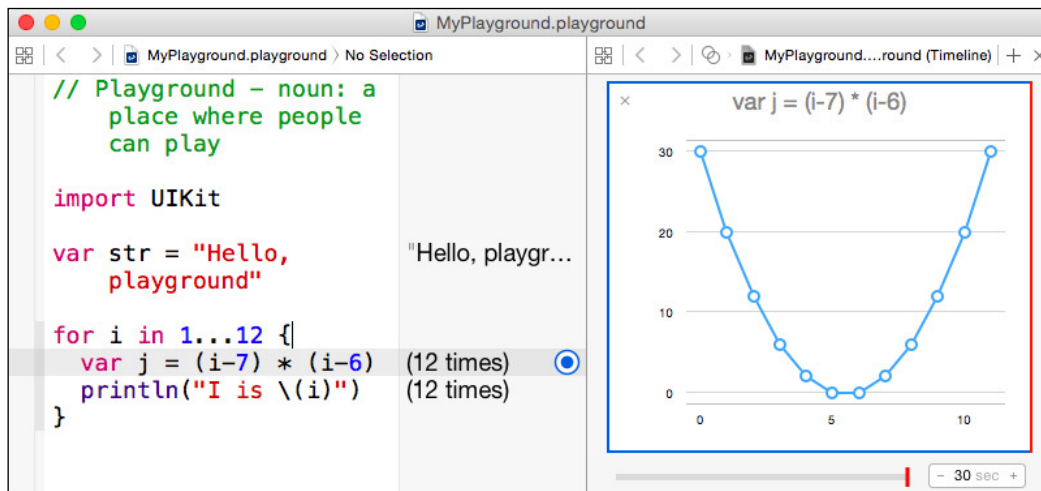 MyPlayground.playground
MyPlayground.playground 〉 No Selection
// Playground – noun: a
place where people
can play
import UIKit
var str = "Hello,
playground"
"Hello, playgr...
for i in 1...12 {
var j = (i-7) * (i-6)
(12 times)
println("I is \(i)")
(12 times)
}
MyPlayground....round (Timeline)
var j = (i-7) * (i-6)
30
20
10
0
0 5 10
- 30 sec +